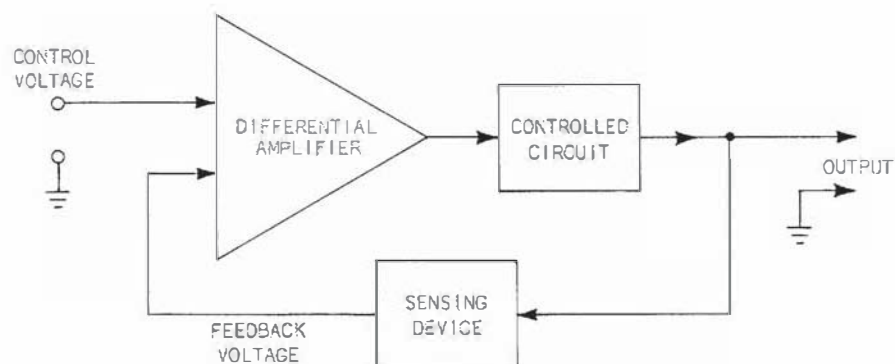 CONTROL
VOLTAGE
DIFFERENTIAL
AMPLIFIER
CONTROLLED
CIRCUIT
OUTPUT
SENSING
DEVICE
FEEDBACK
VOLTAGE